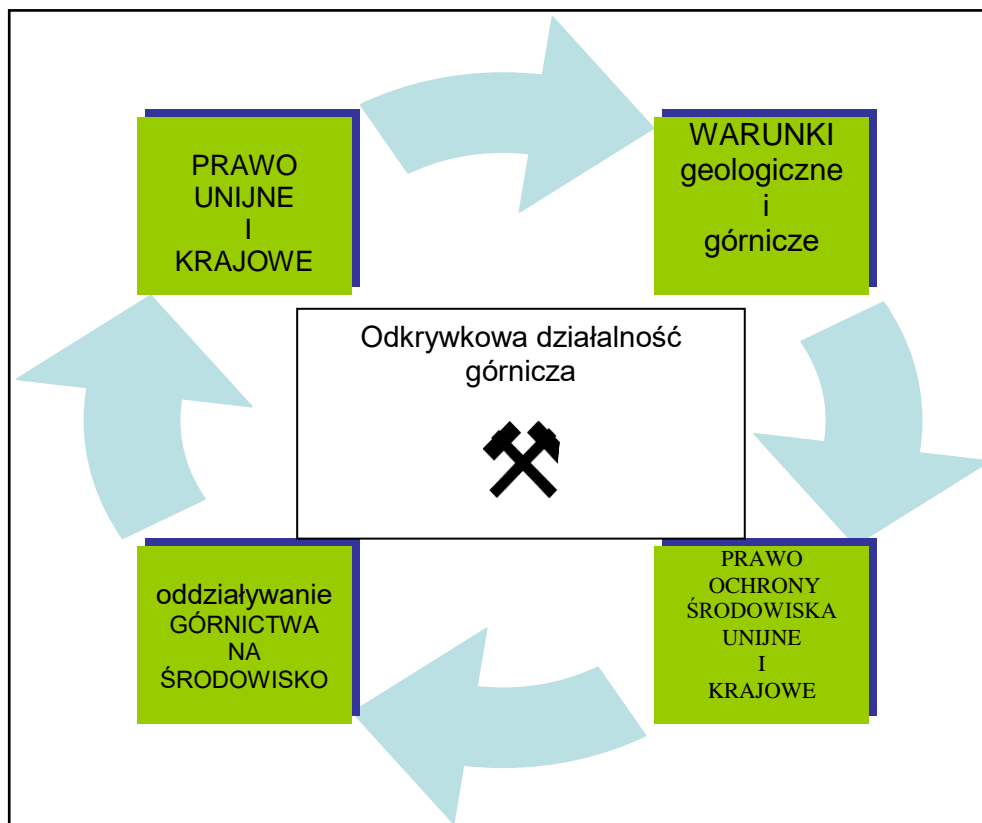 PRAWO
UNIJNE
I
KRAJOWE
WARUNKI
geologiczne
i
górnicze
Odkrywkowa działalność
górnicza
oddziaływanie
GÓRNICTWA
NA
ŚRODOWISKO
PRAWO
OCHRONY
ŚRODOWISKA
UNIJNE
I
KRAJOWE